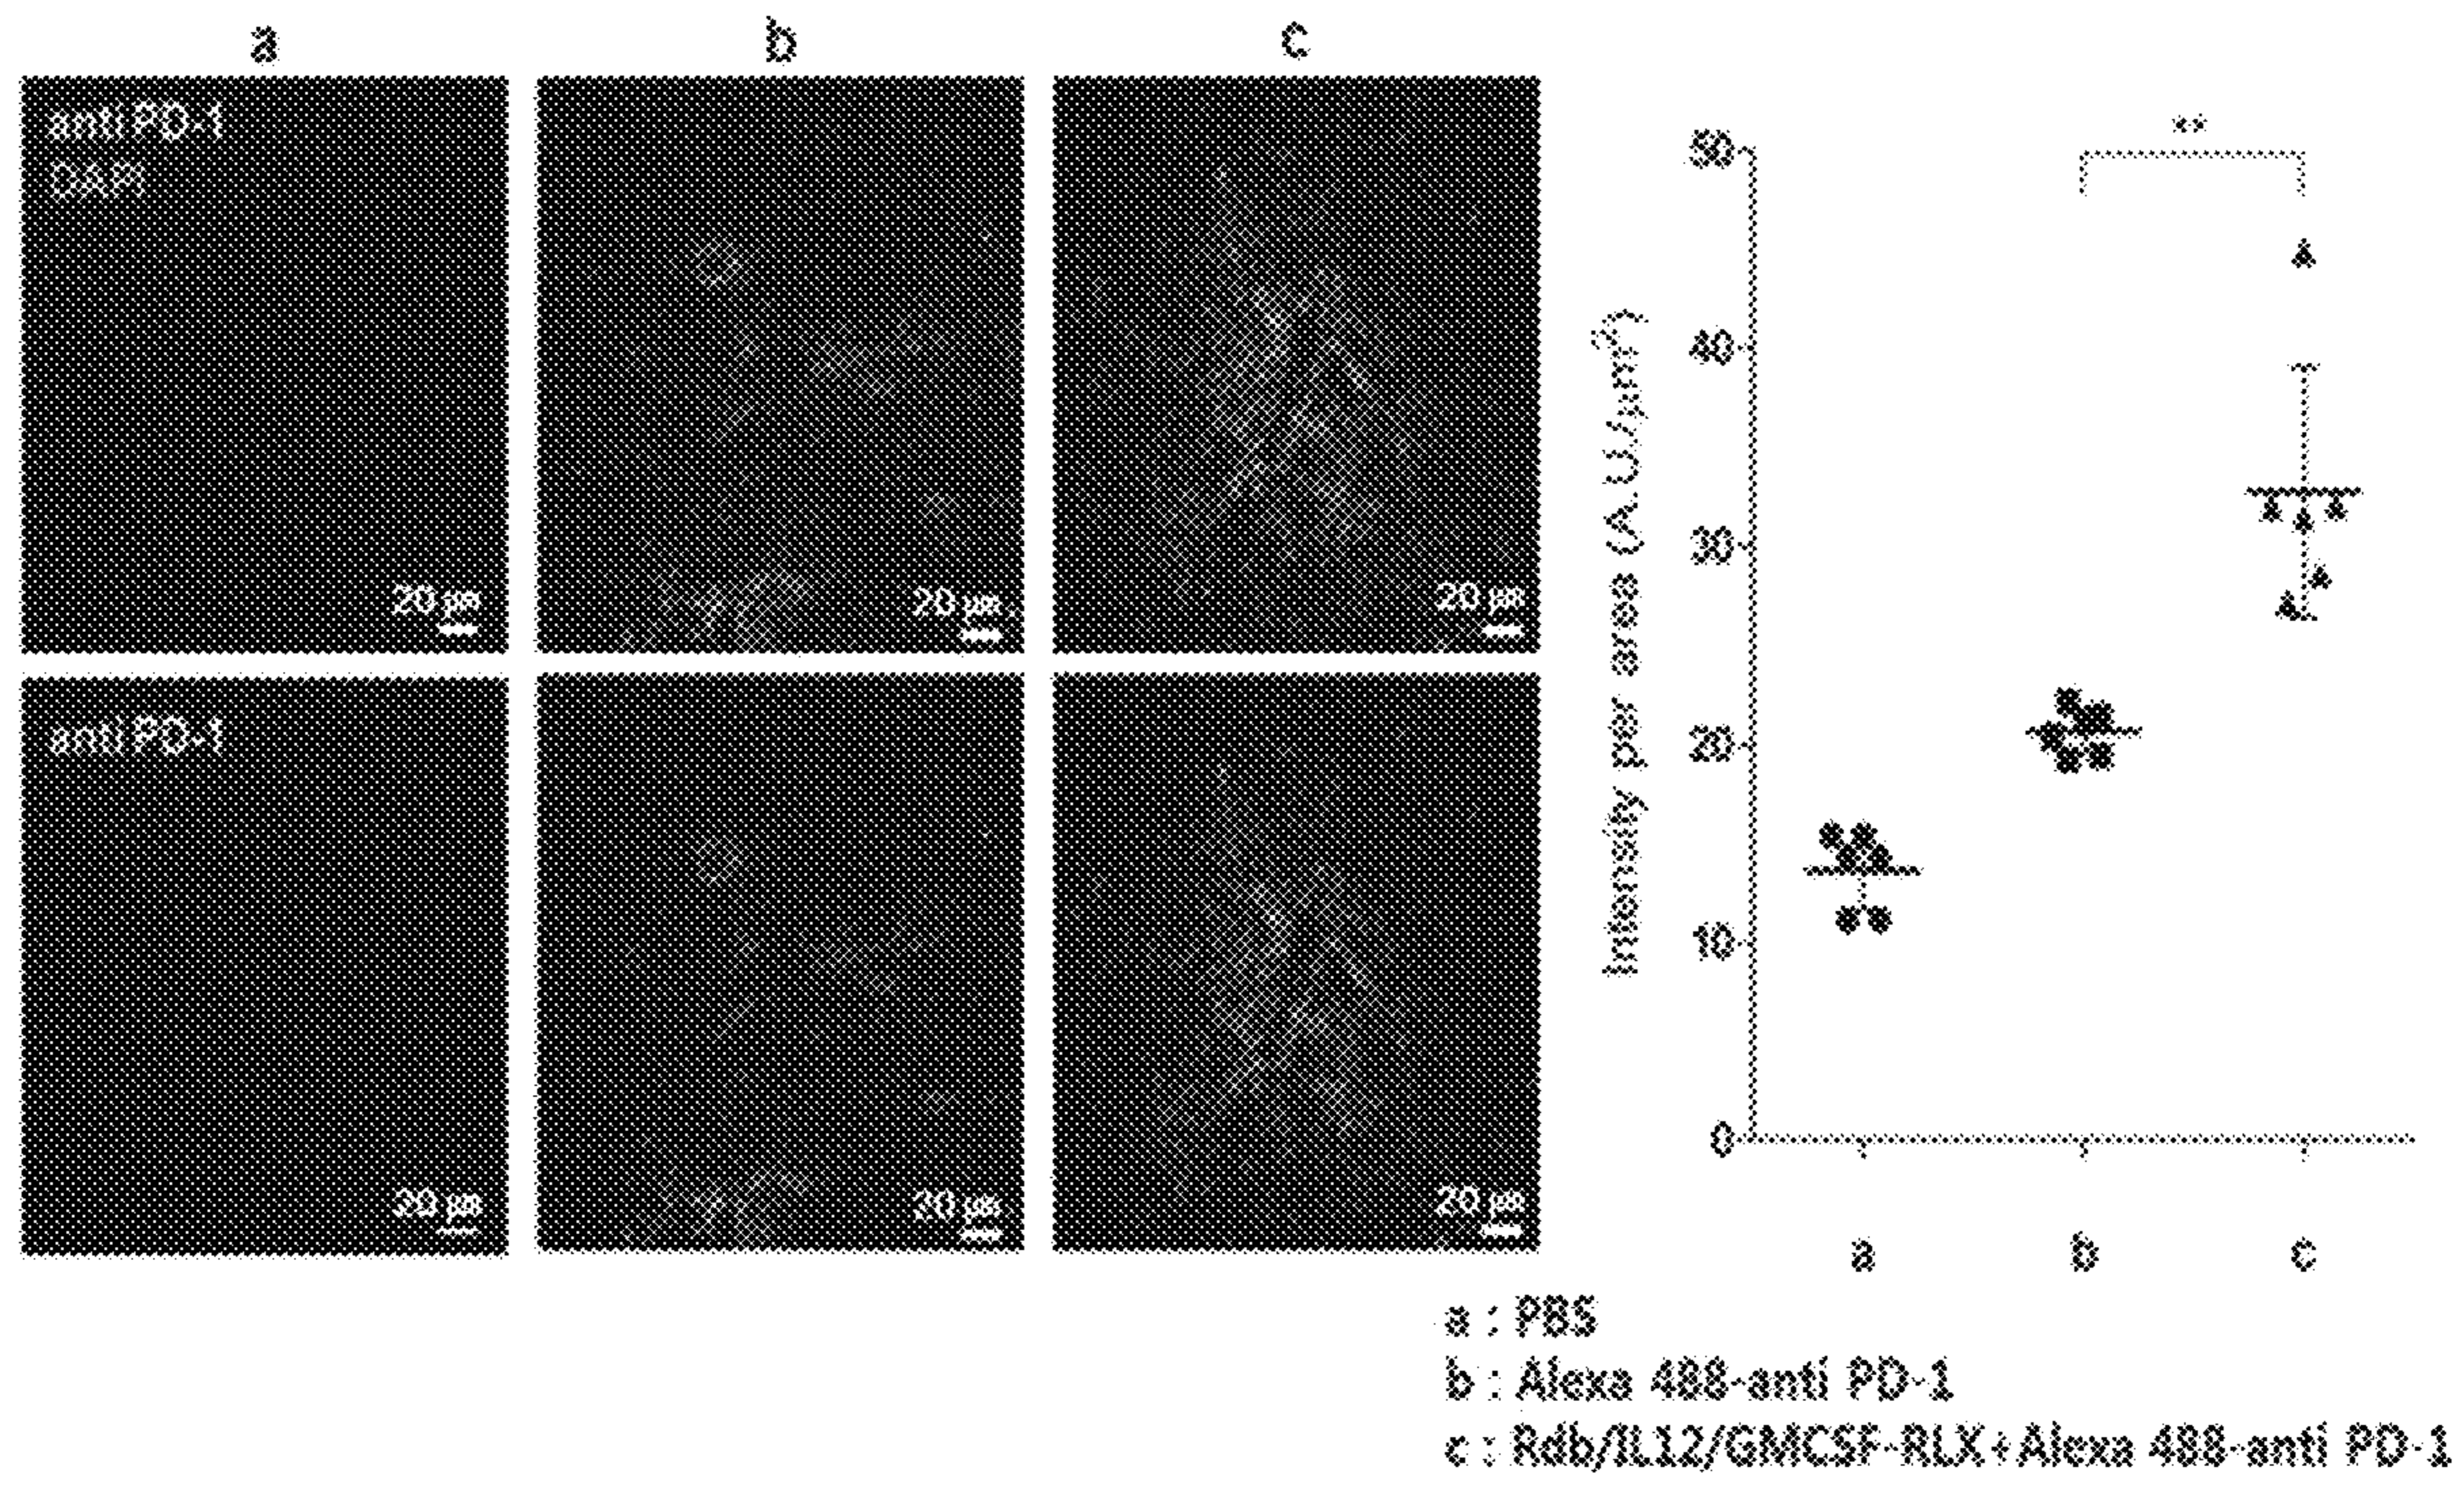 a
b
c
anti PD-1
DAPI
20 µm
20 µm
20 µm
anti PD-1
20 µm
20 µm
20 µm
**
50
40
30
20
10
0
Intensity per area (A.U/µm²)
a
b
c
a : PBS
b : Alexa 488-anti PD-1
c : Rdb/IL12/GMCSF-RLX+Alexa 488-anti PD-1